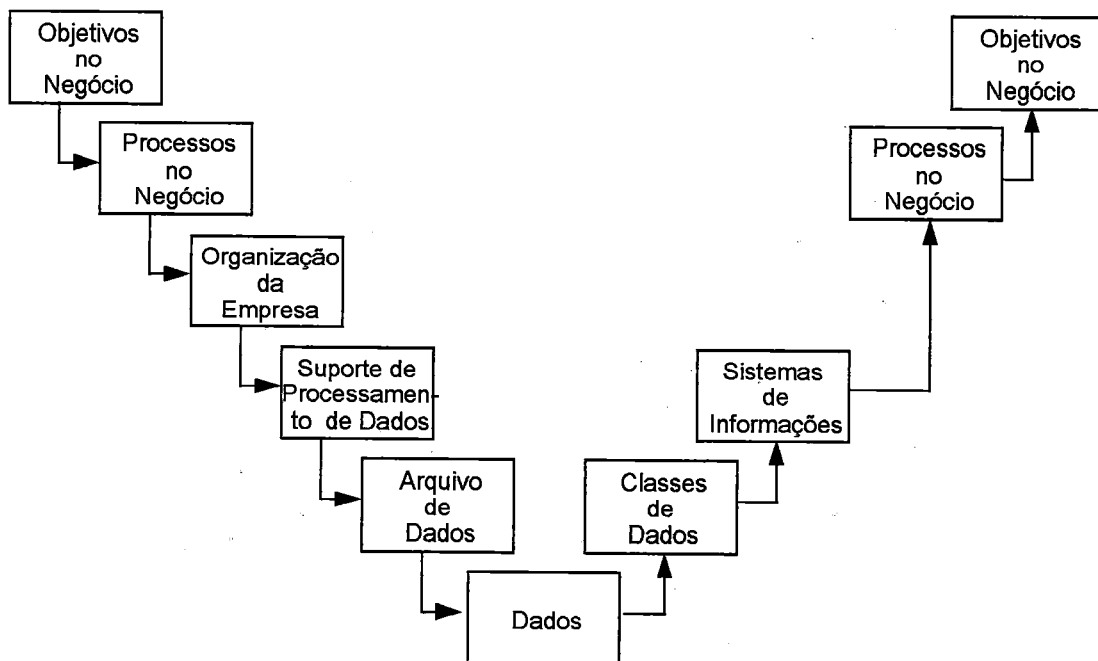 Objetivos
no
Negócio
Processos
no
Negócio
Organização
da
Empresa
Suporte de
Processamen-
to de Dados
Arquivo
de
Dados
Dados
Classes
de
Dados
Sistemas
de
Informações
Processos
no
Negócio
Objetivos
no
Negócio